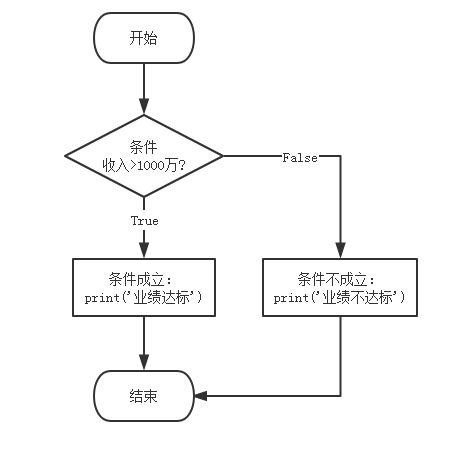 开始
条件
收入>1000万?
False
True
条件成立:
print('业绩达标')
条件不成立:
print('业绩不达标')
结束